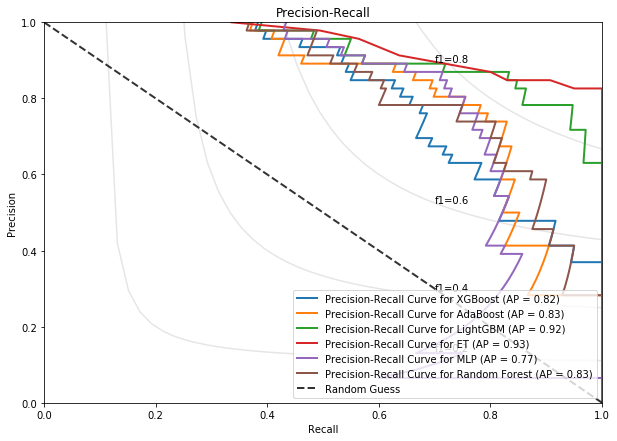 Precision-Recall
1.0
0.8
0.6
0.4
0.2
0.0
Precision
f1=0.8
f1=0.6
f1=0.4
Precision-Recall Curve for XGBoost (AP = 0.82)
Precision-Recall Curve for AdaBoost (AP = 0.83)
Precision-Recall Curve for LightGBM (AP = 0.92)
Precision-Recall Curve for ET (AP = 0.93)
Precision-Recall Curve for MLP (AP = 0.77)
Precision-Recall Curve for Random Forest (AP = 0.83)
Random Guess
0.0 0.2 0.4 0.6 0.8 1.0
Recall